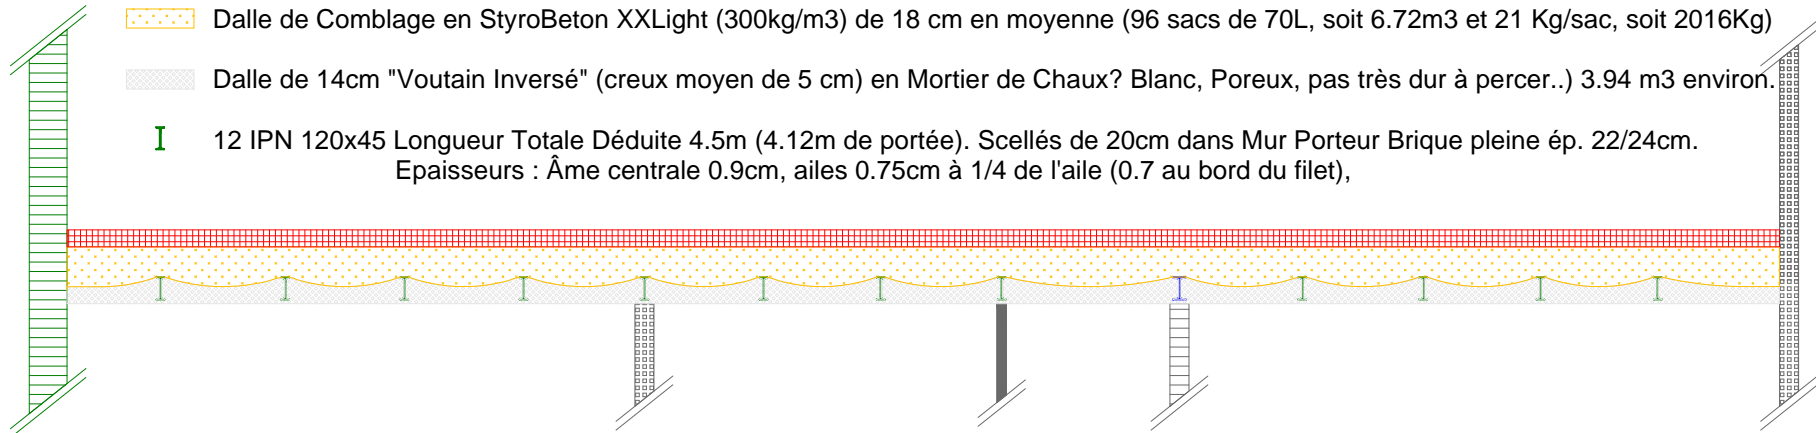 Dalle de Comblage en StyroBeton XXLight (300kg/m3) de 18 cm en moyenne (96 sacs de 70L, soit 6.72m3 et 21 Kg/sac, soit 2016Kg)
Dalle de 14cm "Voutain Inversé" (creux moyen de 5 cm) en Mortier de Chaux? Blanc, Poreux, pas très dur à percer..) 3.94 m3 environ.
12 IPN 120x45 Longueur Totale Déduite 4.5m (4.12m de portée). Scellés de 20cm dans Mur Porteur Brique pleine ép. 22/24cm.
Epaisseurs : Âme centrale 0.9cm, ailes 0.75cm à 1/4 de l'aile (0.7 au bord du filet),